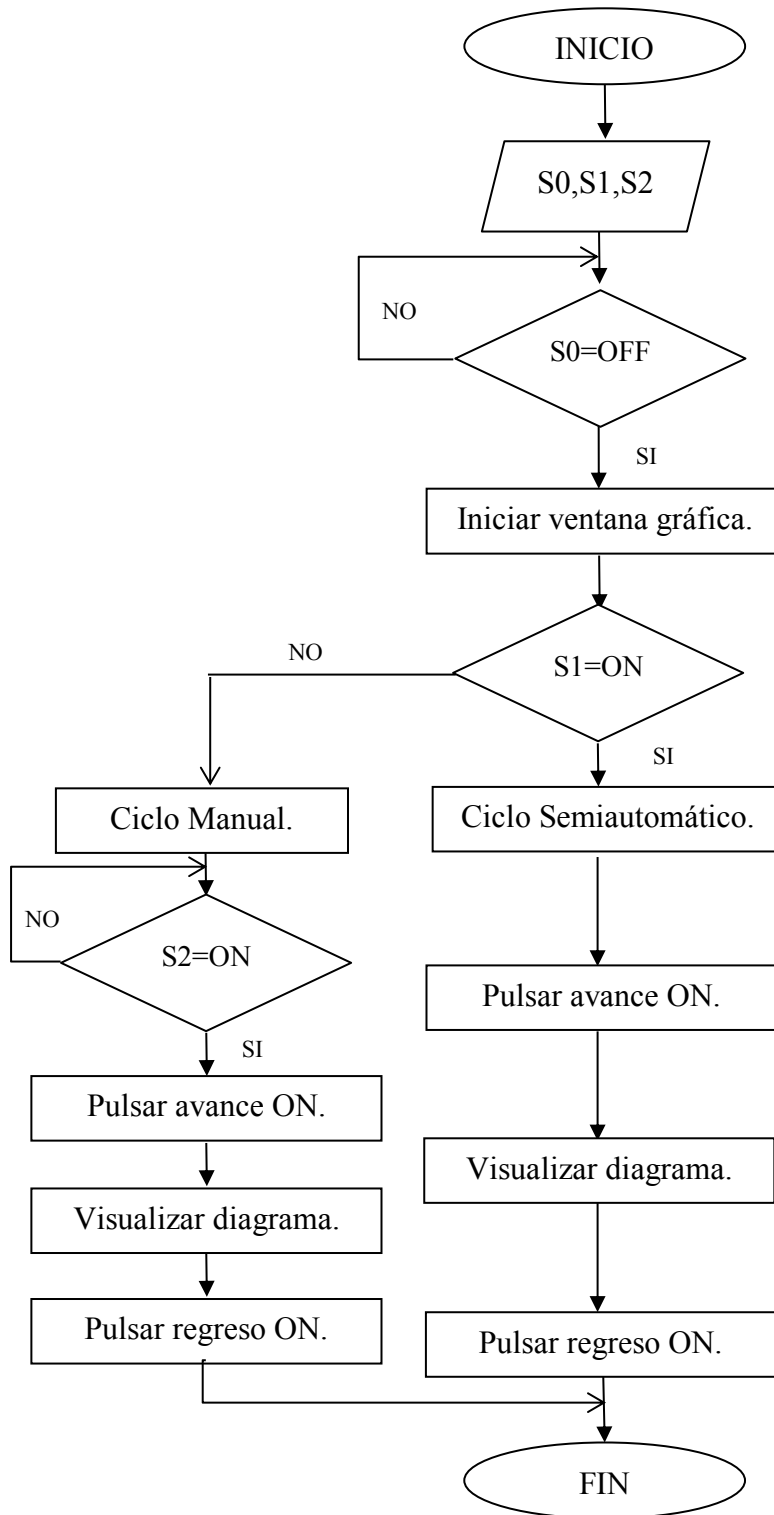 INICIO
S0,S1,S2
NO
S0=OFF
SI
Iniciar ventana gráfica.
NO
S1=ON
SI
Ciclo Manual.
Ciclo Semiautomático.
NO
S2=ON
Pulsar avance ON.
SI
Pulsar avance ON.
Visualizar diagrama.
Visualizar diagrama.
Pulsar regreso ON.
Pulsar regreso ON.
FIN